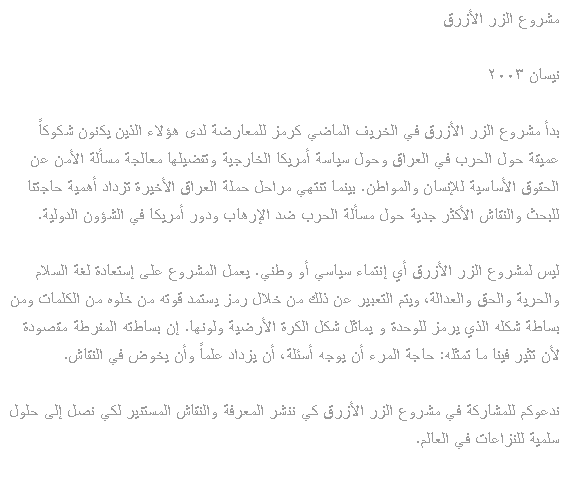 مشروع الزر الأزرق
نيسان ٢٠٠٣
بدأ مشروع الزر الأزرق في الخريف الماضي كرمز للمعارضة لدى هؤلاء الذين يكنون شكوكاً
عميقة حول الحرب في العراق وحول سياسة أمريكا الخارجية وتفضيلها معالجة مسألة الأمن عن
الحقوق الأساسية للإنسان والمواطن. بينما تنتهي مراحل حملة العراق الأخيرة تزداد أهمية حاجتنا
للبحث والنقاش الأكثر جدية حول مسألة الحرب ضد الإرهاب ودور أمريكا في الشؤون الدولية.
ليس لمشروع الزر الأزرق أي إنتماء سياسي أو وطني. يعمل المشروع على إستعادة لغة السلام
والحرية والحق والعدالة، ويتم التعبير عن ذلك من خلال رمز يستمد قوته من خلوه من الكلمات ومن
بساطة شكله الذي يرمز للوحدة و يماثل شكل الكرة الأرضية ولونها. إن بساطته المفرطة مقصودة
لأن تثير فينا ما تمثله: حاجة المرء أن يوجه أسئلة، أن يزداد علماً وأن يخوض في النقاش.
ندعوكم للمشاركة في مشروع الزر الأزرق كي ننشر المعرفة والنقاش المستنير لكي نصل إلى حلول
سلمية للنزاعات في العالم.